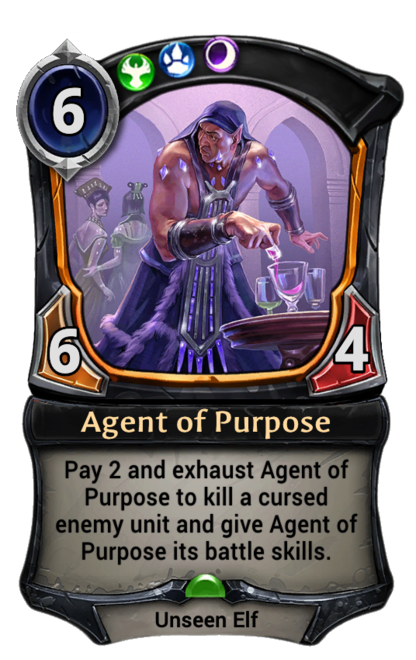 6
6
4
Agent of Purpose
Pay 2 and exhaust Agent of
Purpose to kill a cursed
enemy unit and give Agent of
Purpose its battle skills.
Unseen Elf